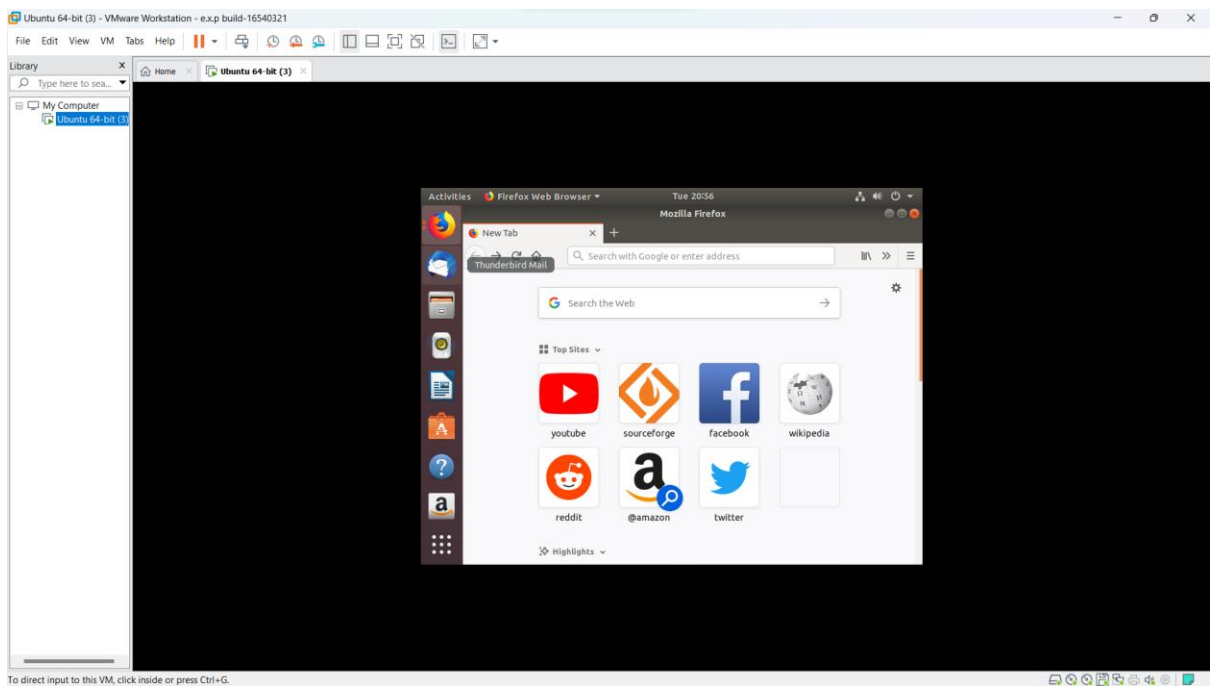 Ubuntu 64-bit (3) - VMware Workstation - e.x.p build-16540321
File Edit View VM Tabs Help
Library X
Home × Ubuntu 64-bit (3) ×
Type here to sea...
My Computer
Ubuntu 64-bit (3)
Activities Firefox Web Browser Tue 20:56
Mozilla Firefox
New Tab
Search with Google or enter address
Thunderbird Mail
G Search the Web
Top Sites
youtube sourceforge facebook wikipedia
reddit @amazon twitter
Highlights
To direct input to this VM, click inside or press Ctrl+G.